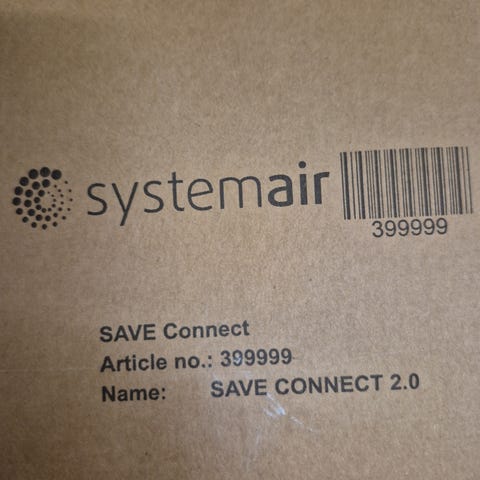 systemair
399999
SAVE Connect
Article no.: 399999
Name: SAVE CONNECT 2.0